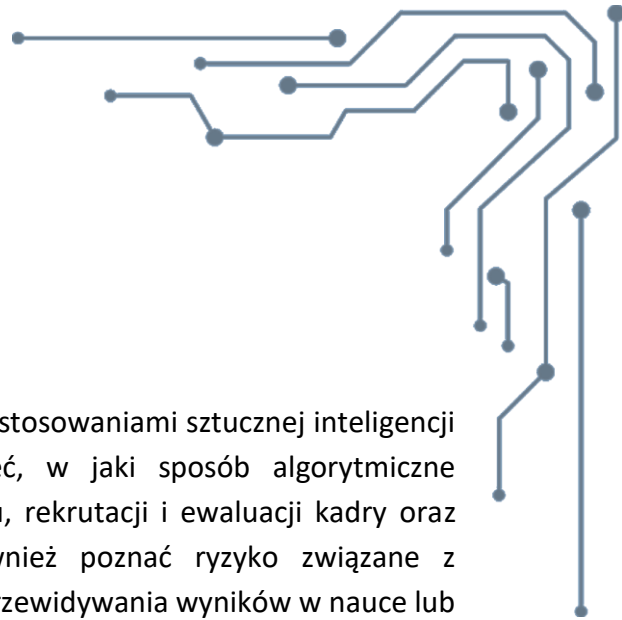 stosowaniami sztucznej inteligencji
eć, w jaki sposób algorytmiczne
u, rekrutacji i ewaluacji kadry oraz
wnież poznać ryzyko związane z
rzewidywania wyników w nauce lub